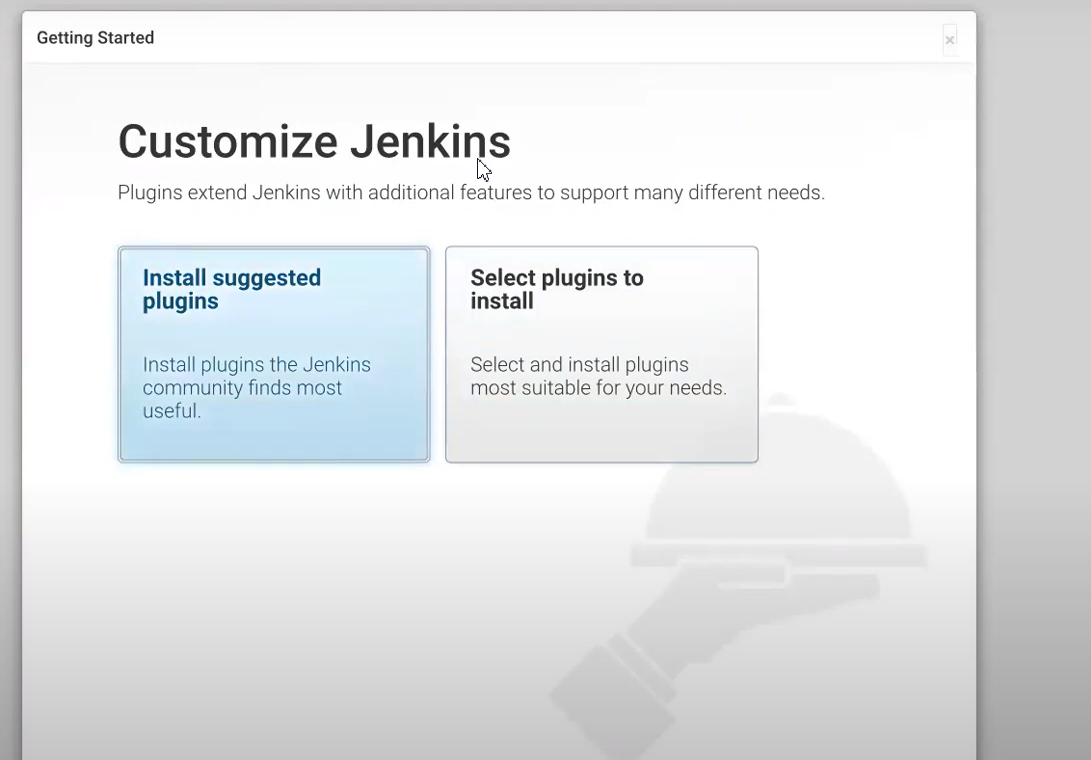 Getting Started
Customize Jenkins
Plugins extend Jenkins with additional features to support many different needs.
Install suggested
plugins
Install plugins the Jenkins
community finds most
useful.
Select plugins to
install
Select and install plugins
most suitable for your needs.